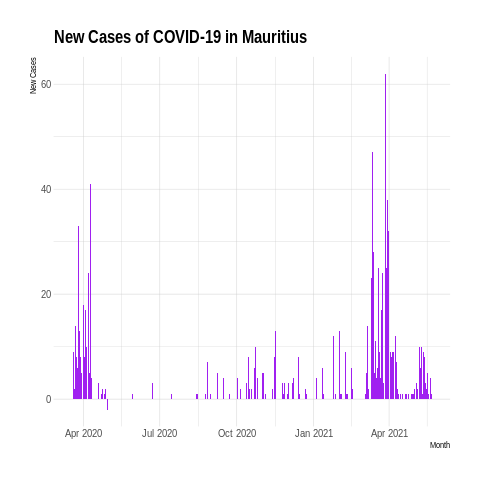 New Cases of COVID-19 in Mauritius
New Cases
60
40
20
0
Apr 2020 Jul 2020 Oct 2020 Jan 2021 Apr 2021
Month